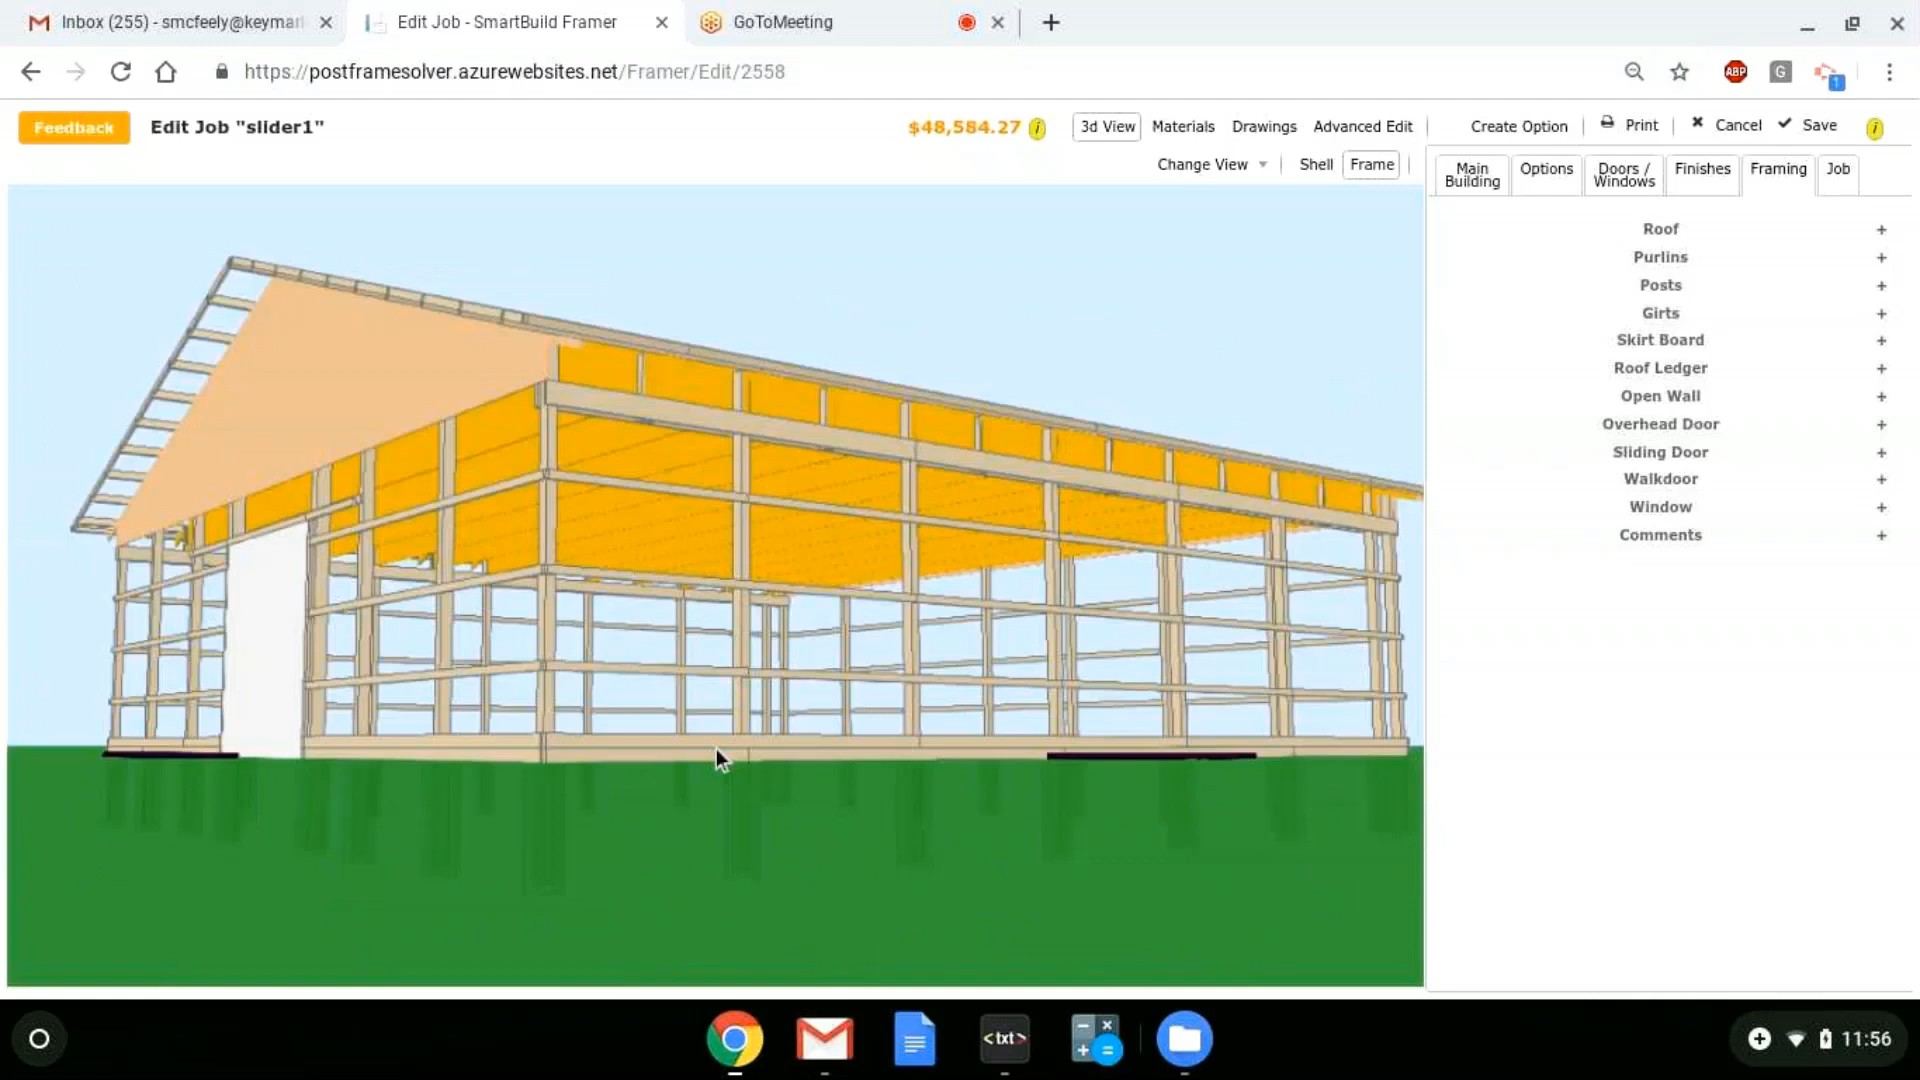 Inbox (255) - smcfeely@keymar
Edit Job - SmartBuild Framer
GoToMeeting
https://postframesolver.azurewebsites.net/Framer/Edit/2558
ABP
G
1
Feedback
Edit Job "slider1"
$48,584.27
i
3d View
Materials
Drawings
Advanced Edit
Create Option
Print
Cancel
Save
i
Change View
Shell
Frame
Main
Building
Options
Doors /
Windows
Finishes
Framing
Job
Roof +
Purlins +
Posts +
Girts +
Skirt Board +
Roof Ledger +
Open Wall +
Overhead Door +
Sliding Door +
Walkdoor +
Window +
Comments +
<txt>
11:56